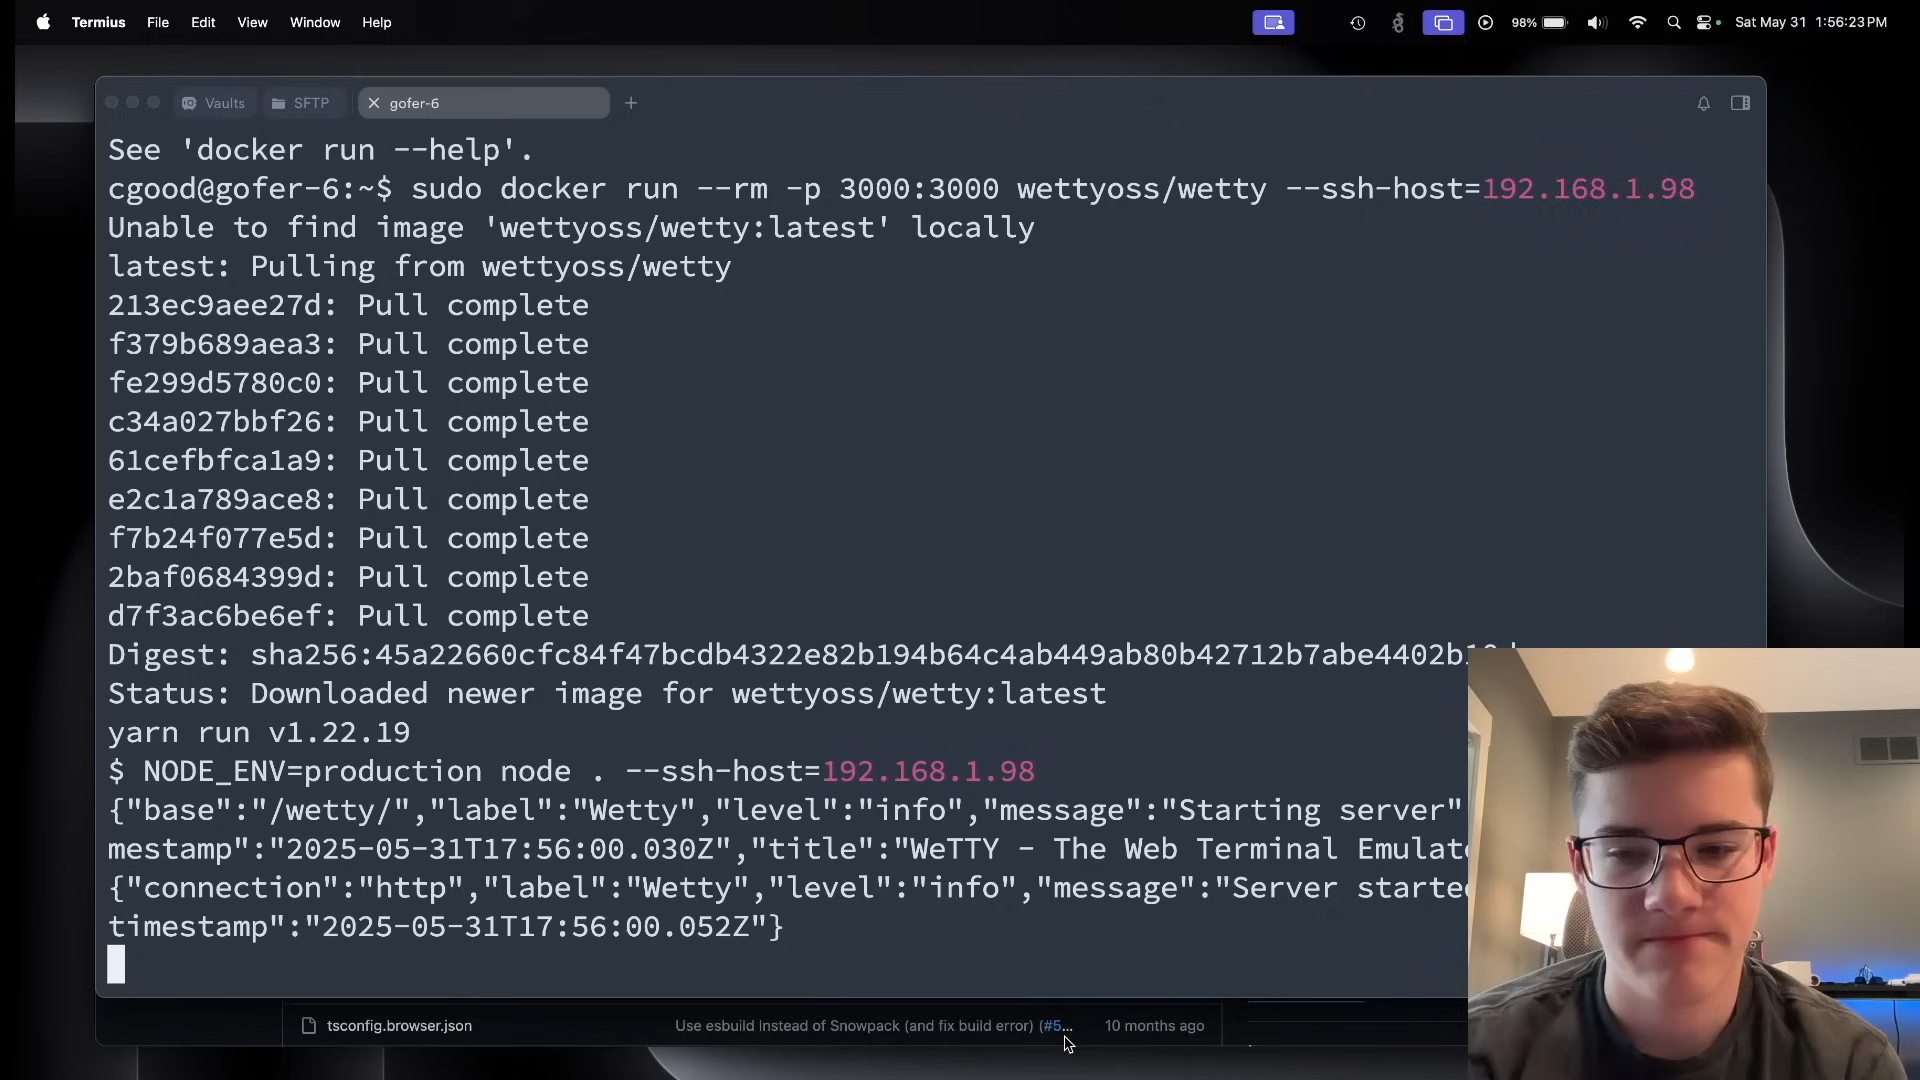 Termius File Edit View Window Help 98% Sat May 31 1:56:23 PM
Vaults SFTP gofer-6
See 'docker run --help'.
cgood@gofer-6:~$ sudo docker run --rm -p 3000:3000 wettyoss/wetty --ssh-host=192.168.1.98
Unable to find image 'wettyoss/wetty:latest' locally
latest: Pulling from wettyoss/wetty
213ec9aee27d: Pull complete
f379b689aea3: Pull complete
fe299d5780c0: Pull complete
c34a027bbf26: Pull complete
61cefbfca1a9: Pull complete
e2c1a789ace8: Pull complete
f7b24f077e5d: Pull complete
2baf0684399d: Pull complete
d7f3ac6be6ef: Pull complete
Digest: sha256:45a22660cfc84f47bcdb4322e82b194b64c4ab449ab80b42712b7abe4402b1
Status: Downloaded newer image for wettyoss/wetty:latest
yarn run v1.22.19
$ NODE_ENV=production node . --ssh-host=192.168.1.98
{"base":"/wetty/","label":"Wetty","level":"info","message":"Starting server"
mestamp":"2025-05-31T17:56:00.030Z","title":"WeTTY - The Web Terminal Emulat
{"connection":"http","label":"Wetty","level":"info","message":"Server starte
timestamp":"2025-05-31T17:56:00.052Z"}
tsconfig.browser.json Use esbuild Instead of Snowpack (and fix build error) (#5... 10 months ago